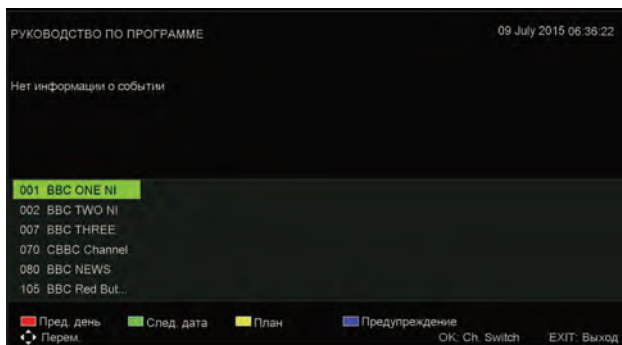 РУКОВОДСТВО ПО ПРОГРАММЕ 09 July 2015 06:36:22
Нет информации о событии
001 BBC ONE NI
002 BBC TWO NI
007 BBC THREE
070 CBBC Channel
080 BBC NEWS
105 BBC Red But...
Пред. день След. дата План Предупреждение
Перем. OK: Ch. Switch EXIT: Выход